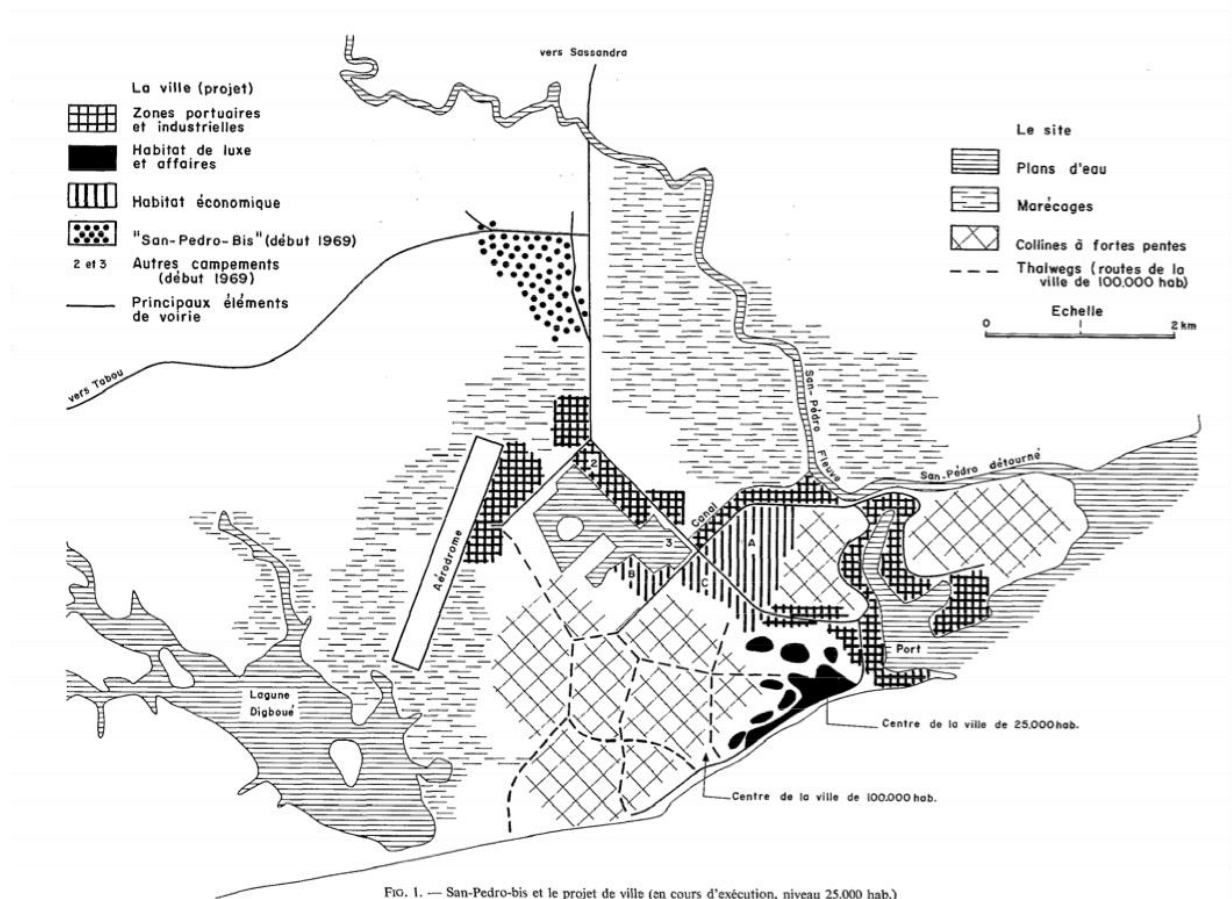 La ville (projet)
Zones portuaires
et industrielles
Habitat de luxe
et affaires
Habitat économique
"San-Pedro-Bis" (début 1969)
2 et 3
Autres campements
(début 1969)
Principaux éléments
de voirie
vers Sassandra
Le site
Plans d'eau
Marécages
Collines à fortes pentes
Thalwegs (routes de la
ville de 100.000 hab)
Echelle
0
2 km
vers Tabou
San-Pédro
Fleuve
San-Pédro détourné
Canal
2
3
A
B
C
Aérodrome
Port
Lagune
Digboué
Centre de la ville de 25.000 hab.
Centre de la ville de 100.000 hab.
FIG. 1. — San-Pedro-bis et le projet de ville (en cours d'exécution, niveau 25.000 hab.)